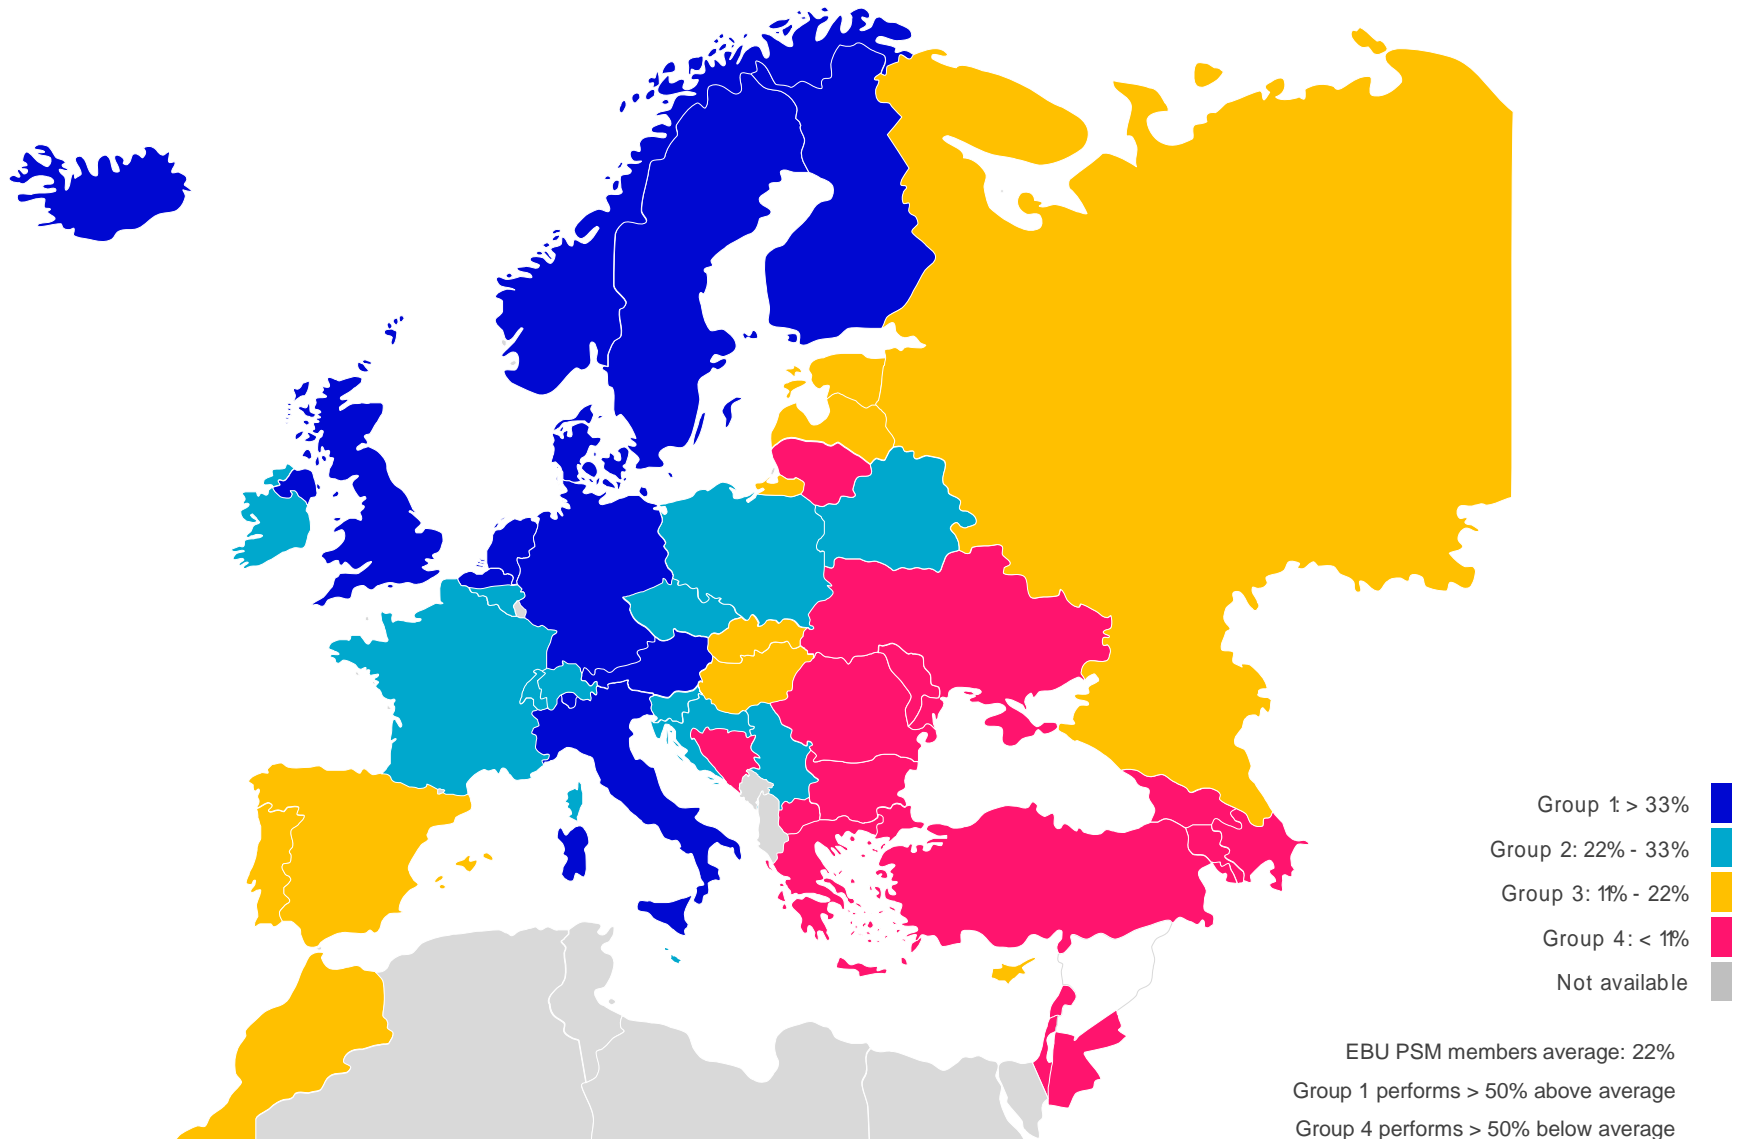 Group 1: > 33%
Group 2: 22% - 33%
Group 3: 11% - 22%
Group 4: < 11%
Not available
EBU PSM members average: 22%
Group 1 performs > 50% above average
Group 4 performs > 50% below average